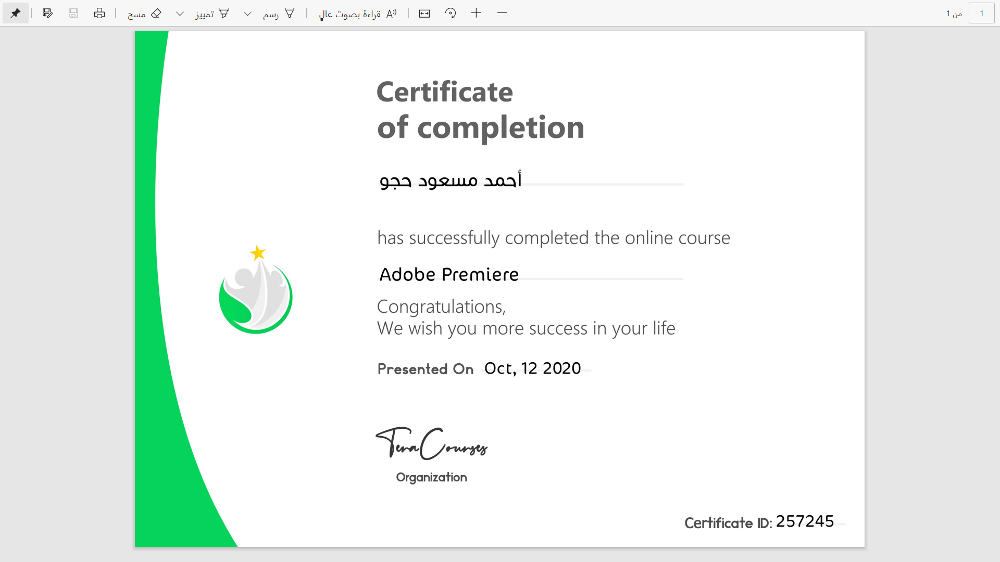 مسح
تمييز
رسم
قراءة بصوت عالٍ
1 من 1
Certificate
of completion
أحمد مسعود حجو
has successfully completed the online course
Adobe Premiere
Congratulations,
We wish you more success in your life
Presented On Oct, 12 2020
TeraCourses
Organization
Certificate ID: 257245